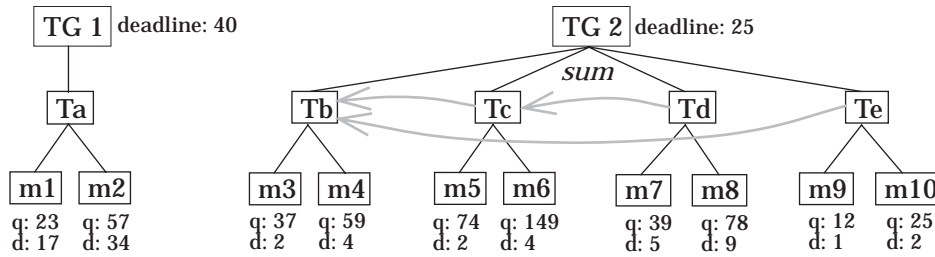 TG 1 deadline: 40
TG 2 deadline: 25
sum
Ta
Tb
Tc
Td
Te
m1
m2
m3
m4
m5
m6
m7
m8
m9
m10
q: 23
d: 17
q: 57
d: 34
q: 37
d: 2
q: 59
d: 4
q: 74
d: 2
q: 149
d: 4
q: 39
d: 5
q: 78
d: 9
q: 12
d: 1
q: 25
d: 2